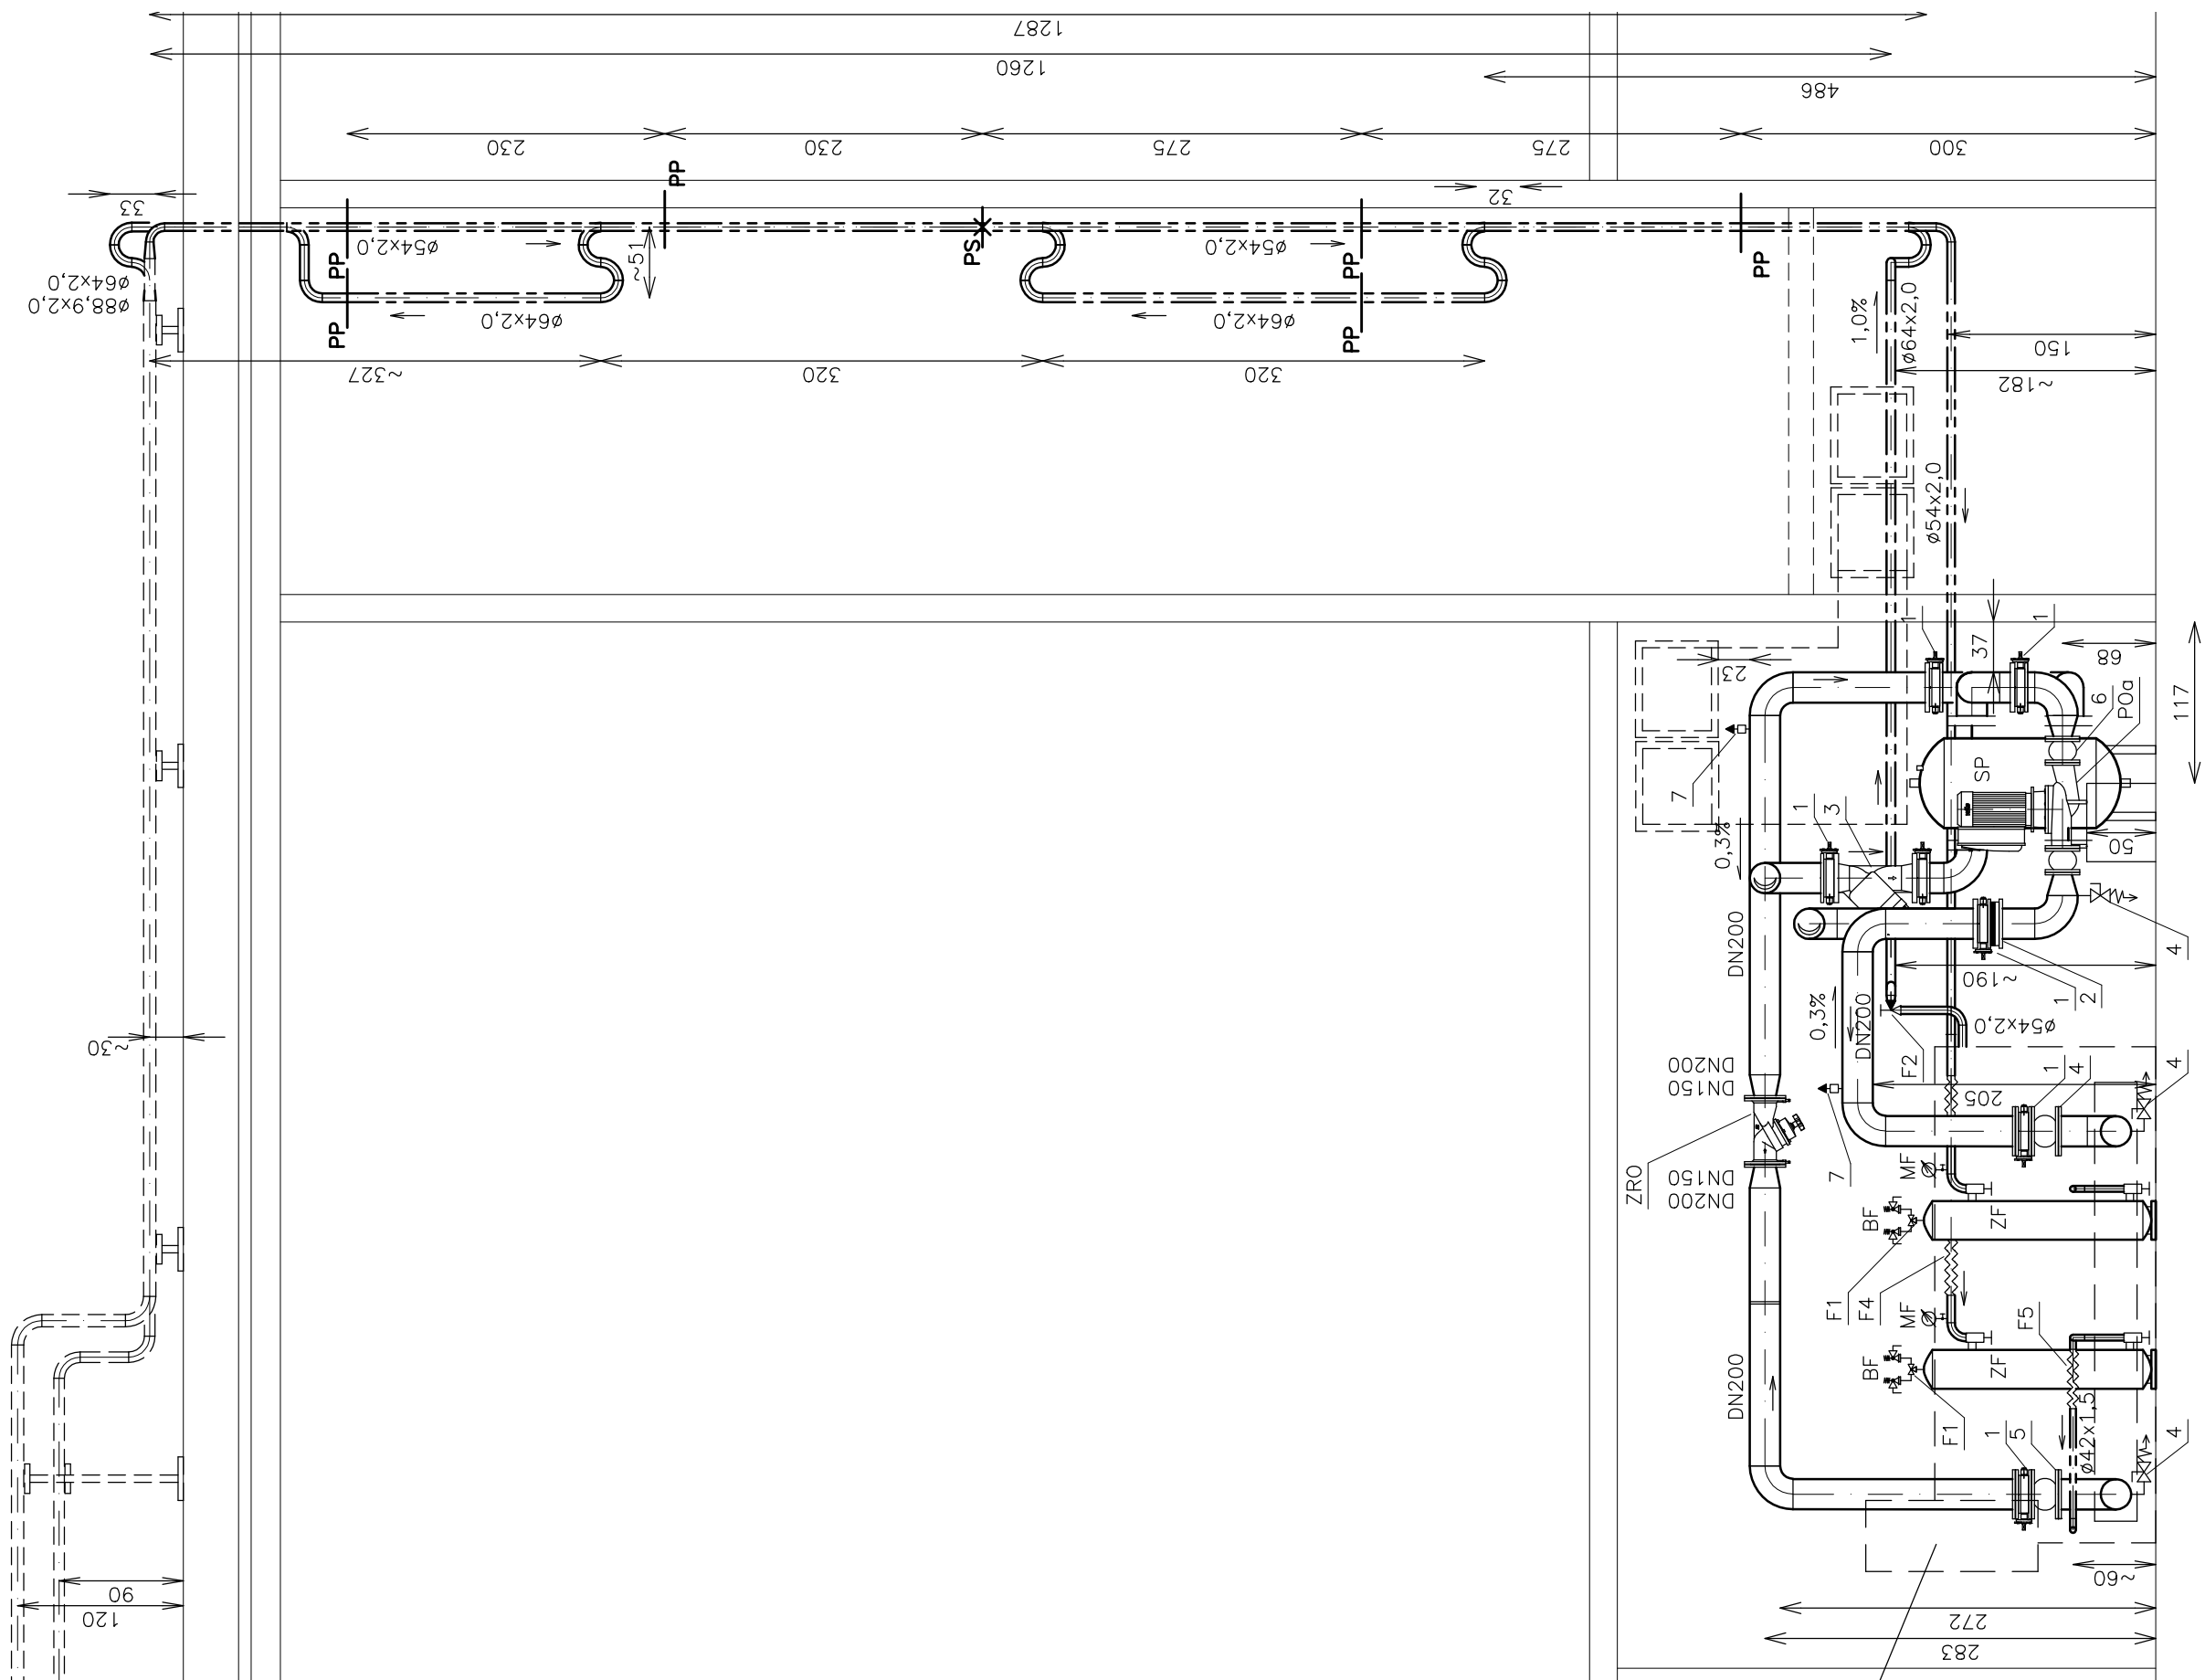 1287
1260
486
230
230
275
275
300
PP
33
32
ø54x2,0
~51
PS
ø54x2,0
PP
PP
PP
ø64x2,0
ø88,9x2,0
PP
ø64x2,0
ø64x2,0
PP
1,0%
ø64x2,0
150
~327
320
320
~182
ø54x2,0
1
37
1
68
23
6
POa
117
7
SP
1
3
0,3%
50
DN200
4
~190
1
2
0,3%
DN200
ø54x2,0
~30
F2
DN200
DN150
1
4
4
205
ZRO
DN150
DN200
MF
7
BF
ZF
F1
F4
MF
F5
BF
ZF
DN200
F1
1
5
ø42x1,5
4
90
120
~60
272
283